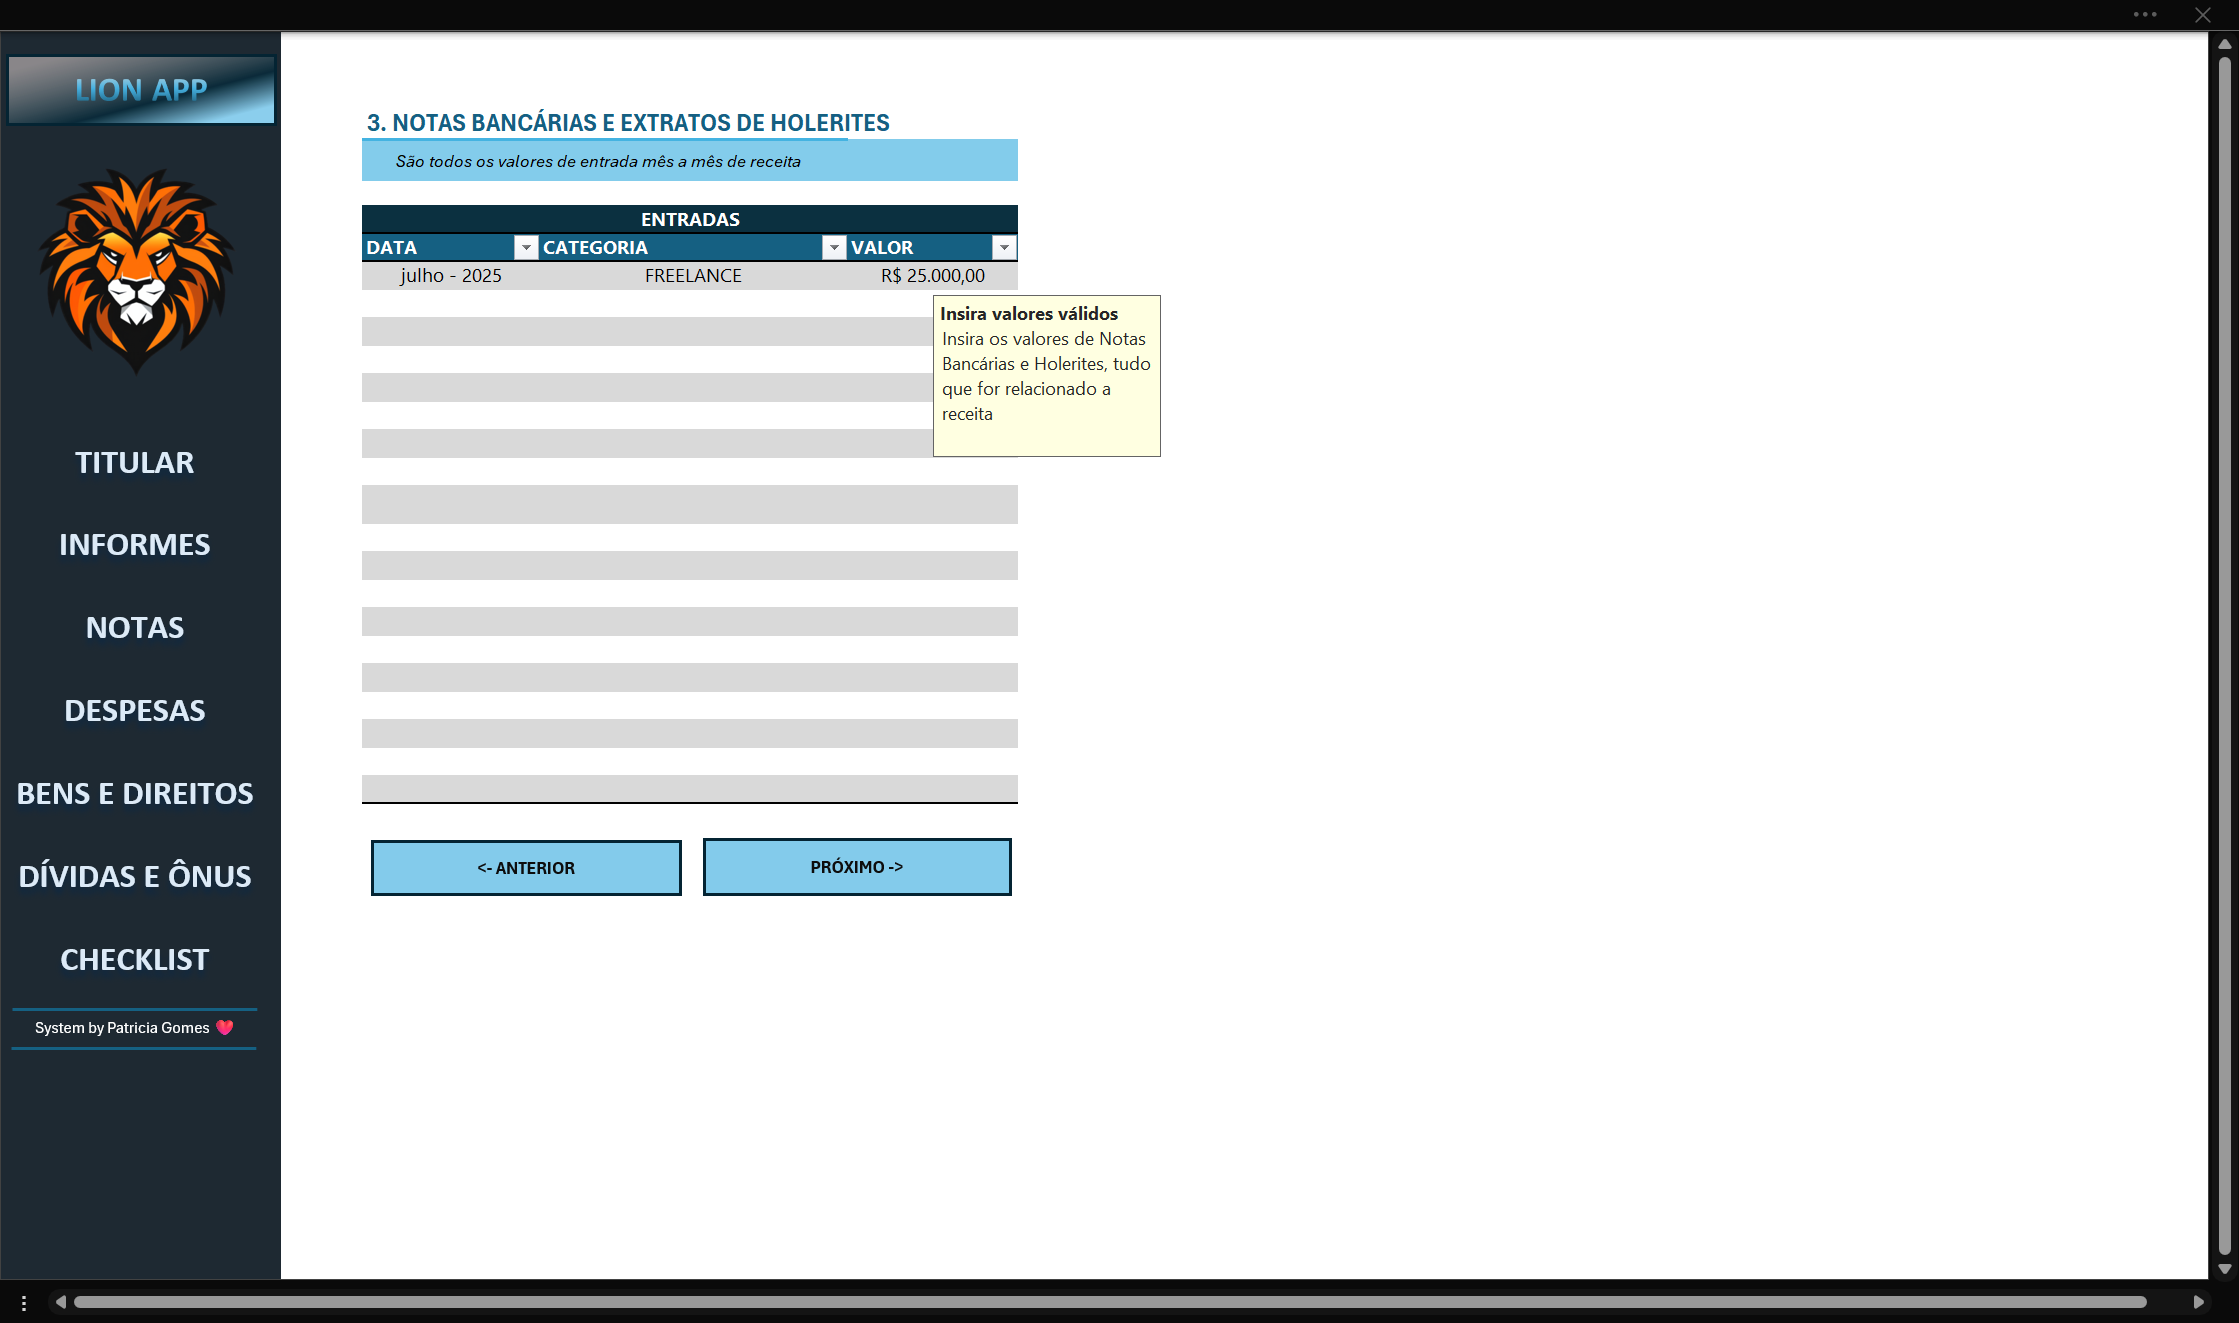 LION APP
TITULAR
INFORMES
NOTAS
DESPESAS
BENS E DIREITOS
DÍVIDAS E ÔNUS
CHECKLIST
System by Patricia Gomes
3. NOTAS BANCÁRIAS E EXTRATOS DE HOLERITES
São todos os valores de entrada mês a mês de receita
ENTRADAS
DATA CATEGORIA VALOR
julho - 2025 FREELANCE R$ 25.000,00
Insira valores válidos
Insira os valores de Notas
Bancárias e Holerites, tudo
que for relacionado a
receita
<- ANTERIOR
PRÓXIMO ->